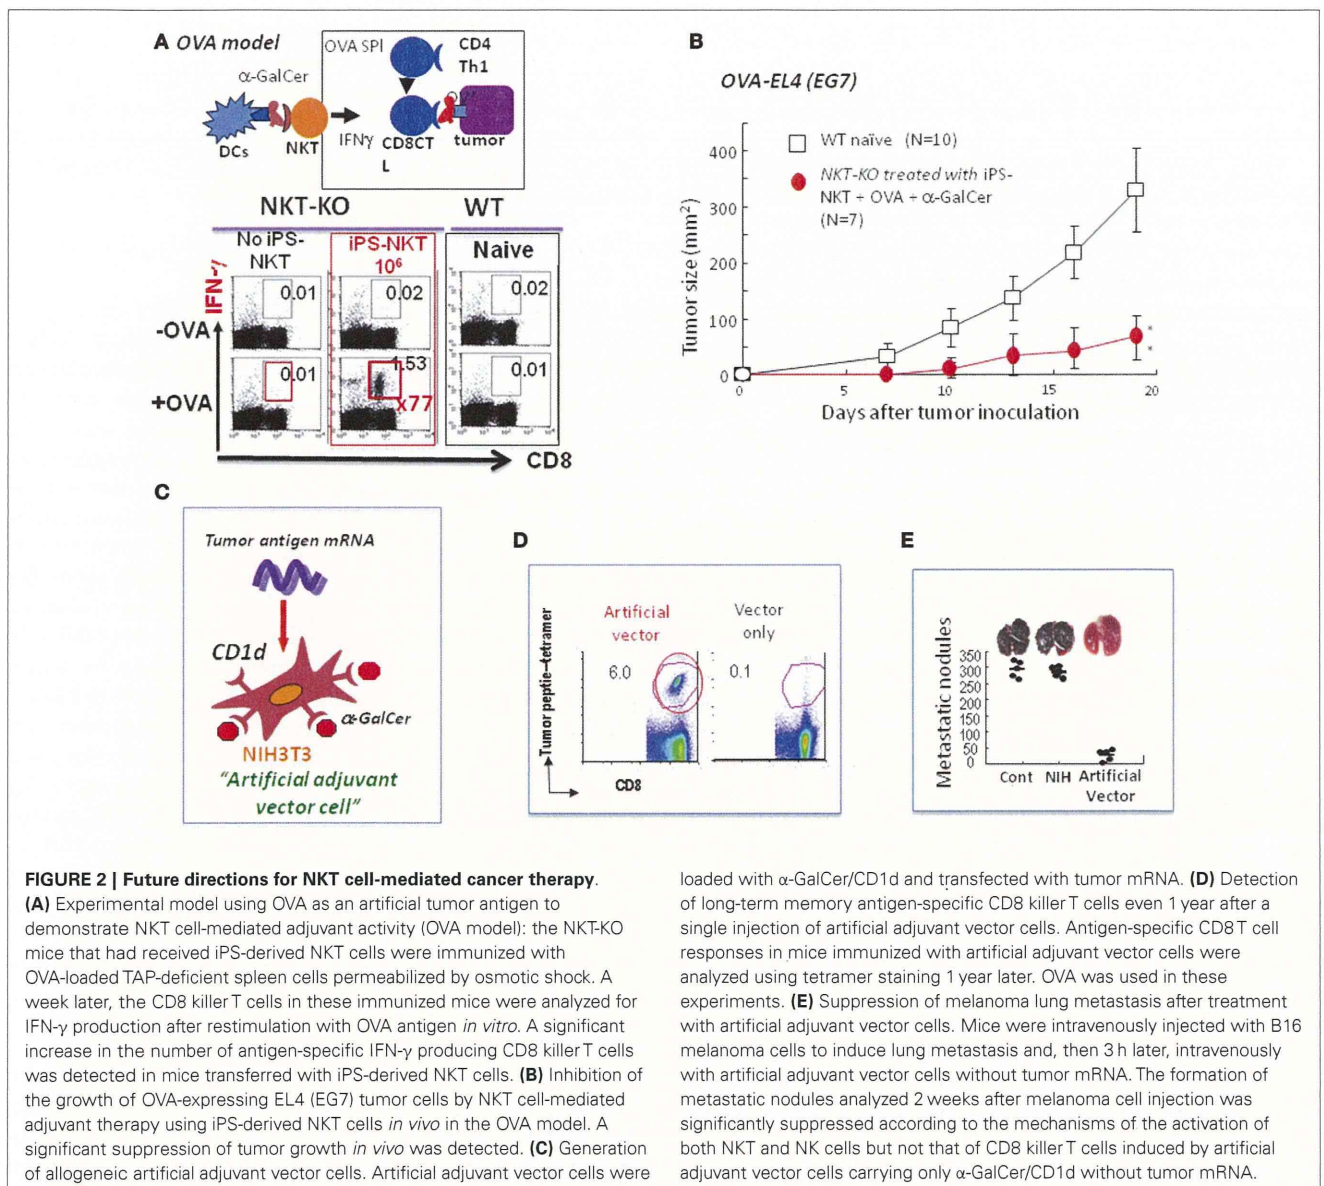 A OVA model
OVA SPI
CD4
Th1
α-GalCer
DCs
NKT
IFNγ
CD8CT
L
tumor
NKT-KO
WT
No iPS-
NKT
iPS-NKT
10⁶
Naive
IFN-γ
0.01
0.02
0.02
-OVA
0.01
1.53
0.01
x77
+OVA
CD8
B
OVA-EL4 (EG7)
WT naïve (N=10)
NKT-KO treated with iPS-
NKT + OVA + α-GalCer
(N=7)
Tumor size (mm²)
400
300
200
100
0
0
5
10
15
20
*
*
Days after tumor inoculation
C
Tumor antigen mRNA
CD1d
α-GalCer
NIH3T3
"Artificial adjuvant
vector cell"
D
Artificial
vector
Vector
only
6.0
0.1
Tumor peptie–tetramer
CD8
E
Metastatic nodules
350
300
250
200
150
100
50
0
Cont NIH Artificial
Vector
FIGURE 2 | Future directions for NKT cell-mediated cancer therapy.
(A) Experimental model using OVA as an artificial tumor antigen to
demonstrate NKT cell-mediated adjuvant activity (OVA model): the NKT-KO
mice that had received iPS-derived NKT cells were immunized with
OVA-loaded TAP-deficient spleen cells permeabilized by osmotic shock. A
week later, the CD8 killer T cells in these immunized mice were analyzed for
IFN-γ production after restimulation with OVA antigen in vitro. A significant
increase in the number of antigen-specific IFN-γ producing CD8 killer T cells
was detected in mice transferred with iPS-derived NKT cells. (B) Inhibition of
the growth of OVA-expressing EL4 (EG7) tumor cells by NKT cell-mediated
adjuvant therapy using iPS-derived NKT cells in vivo in the OVA model. A
significant suppression of tumor growth in vivo was detected. (C) Generation
of allogeneic artificial adjuvant vector cells. Artificial adjuvant vector cells were
loaded with α-GalCer/CD1d and transfected with tumor mRNA. (D) Detection
of long-term memory antigen-specific CD8 killer T cells even 1 year after a
single injection of artificial adjuvant vector cells. Antigen-specific CD8 T cell
responses in mice immunized with artificial adjuvant vector cells were
analyzed using tetramer staining 1 year later. OVA was used in these
experiments. (E) Suppression of melanoma lung metastasis after treatment
with artificial adjuvant vector cells. Mice were intravenously injected with B16
melanoma cells to induce lung metastasis and, then 3 h later, intravenously
with artificial adjuvant vector cells without tumor mRNA. The formation of
metastatic nodules analyzed 2 weeks after melanoma cell injection was
significantly suppressed according to the mechanisms of the activation of
both NKT and NK cells but not that of CD8 killer T cells induced by artificial
adjuvant vector cells carrying only α-GalCer/CD1d without tumor mRNA.